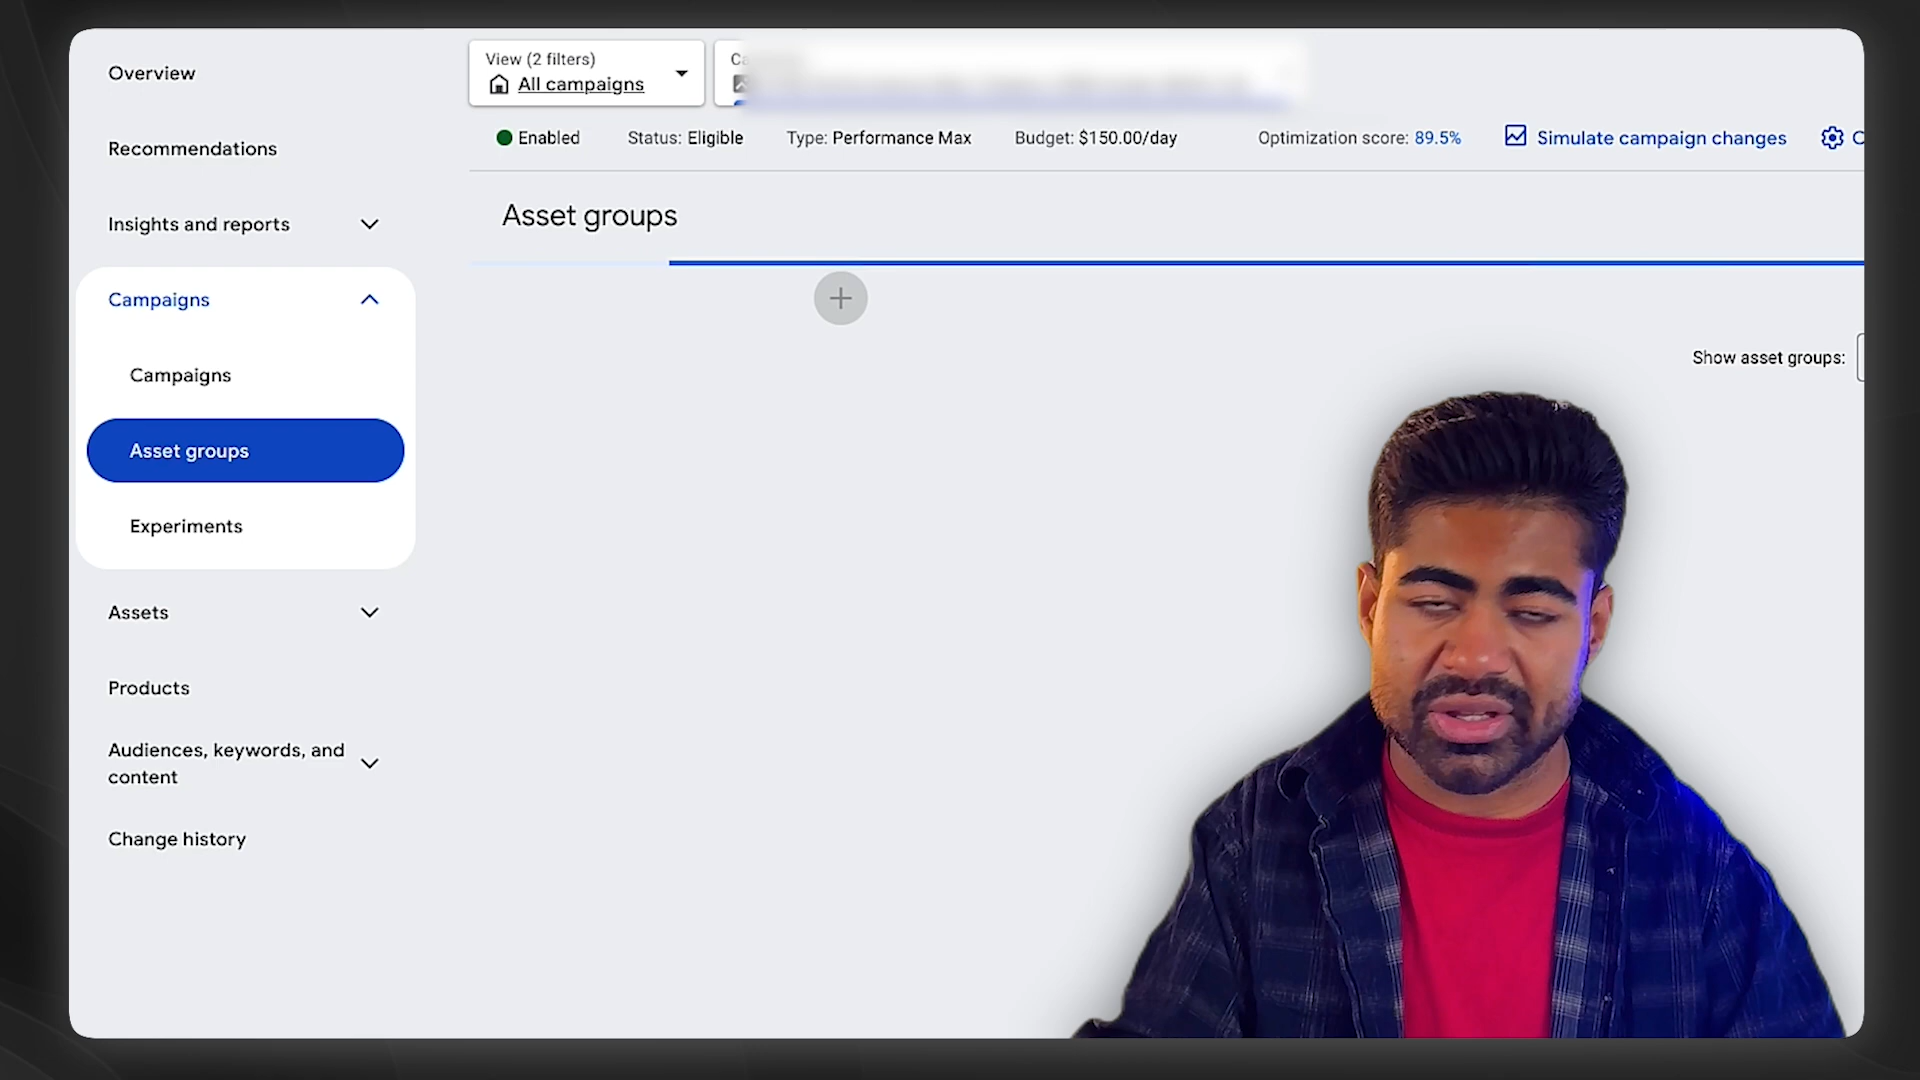 Overview
Recommendations
Insights and reports
Campaigns
Campaigns
Asset groups
Experiments
Assets
Products
Audiences, keywords, and
content
Change history
View (2 filters)
All campaigns
Enabled
Status: Eligible
Type: Performance Max
Budget: $150.00/day
Optimization score: 89.5%
Simulate campaign changes
Asset groups
Show asset groups: